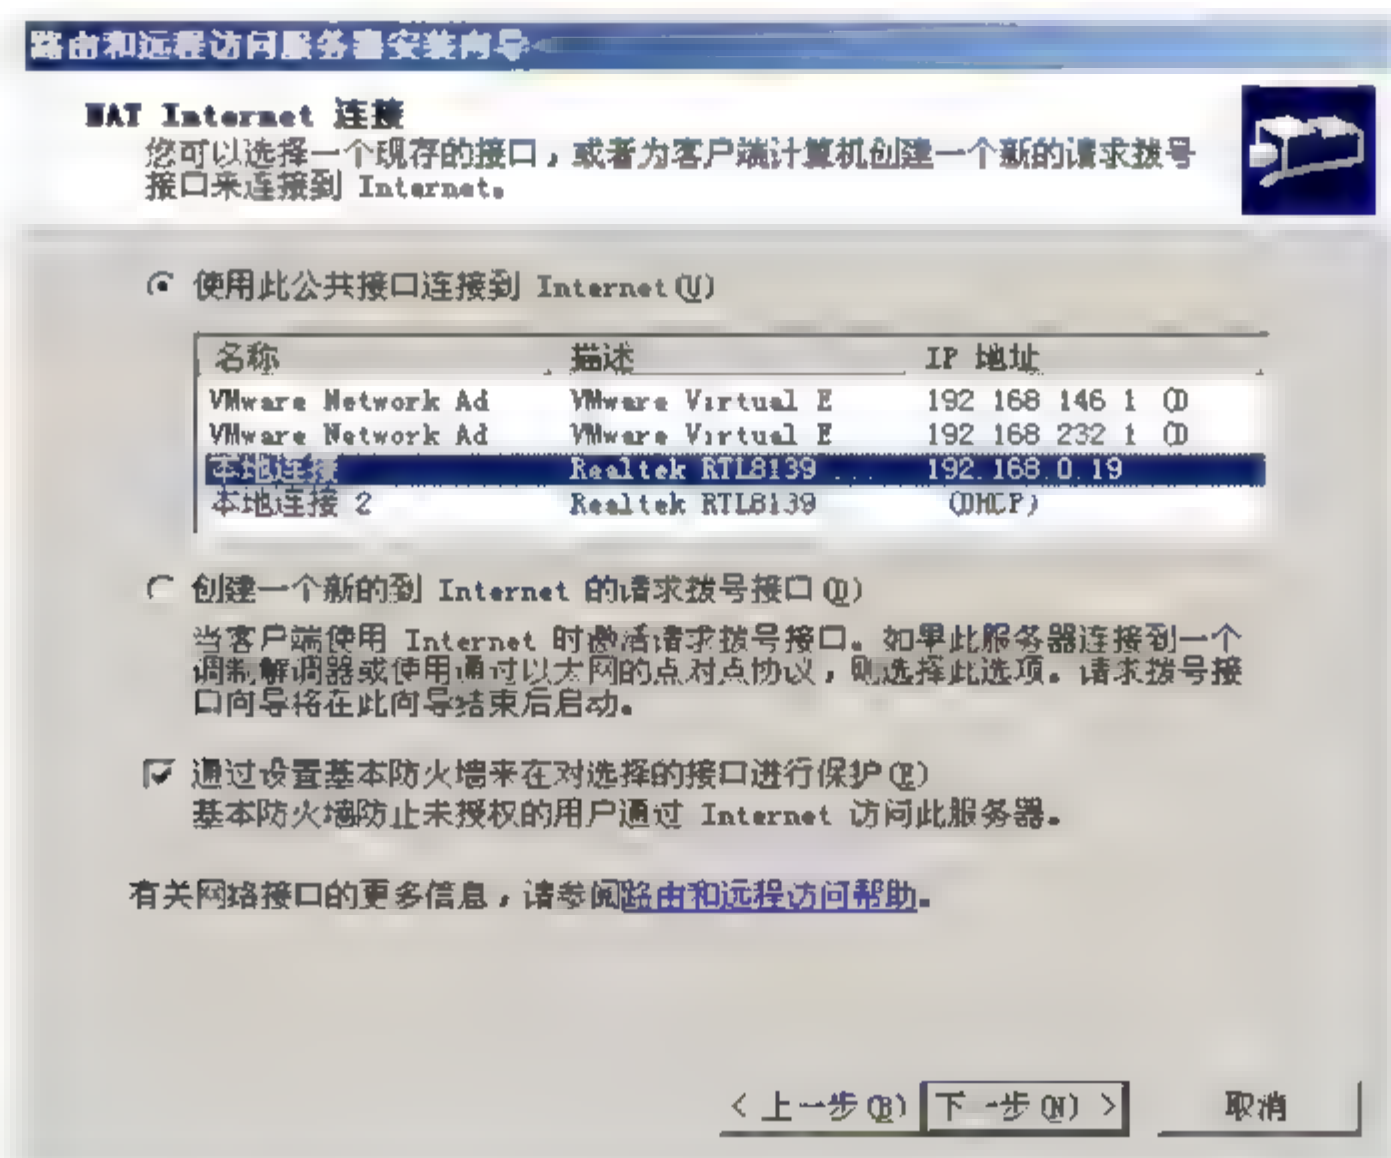 路由和远程访问服务器安装向导
NAT Internet 连接
您可以选择一个现存的接口，或者为客户端计算机创建一个新的请求拨号
接口来连接到 Internet。
使用此公共接口连接到 Internet(U)
名称 描述 IP 地址
VMware Network Ad VMware Virtual E 192 168 146 1 (D
VMware Network Ad VMware Virtual E 192 168 232 1 (D
本地连接 Realtek RTL8139 ... 192.168.0.19
本地连接 2 Realtek RTL8139 (DHCP)
创建一个新的到 Internet 的请求拨号接口(D)
当客户端使用 Internet 时激活请求拨号接口。如果此服务器连接到一个
调制解调器或使用通过以太网的点对点协议，则选择此选项。请求拨号接
口向导将在此向导结束后启动。
通过设置基本防火墙来在对选择的接口进行保护(E)
基本防火墙防止未授权的用户通过 Internet 访问此服务器。
有关网络接口的更多信息，请参阅路由和远程访问帮助。
< 上一步(B) 下一步(N) > 取消